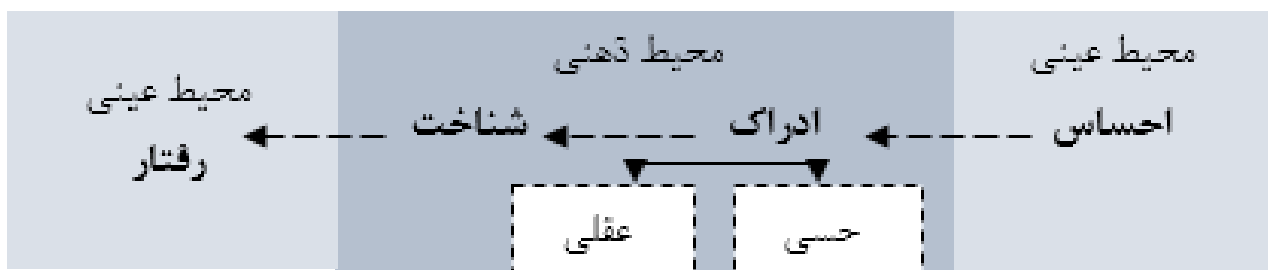 محیط عینی
احساس
محیط ذهنی
ادراک
شناخت
حسی
عقلی
محیط عینی
رفتار